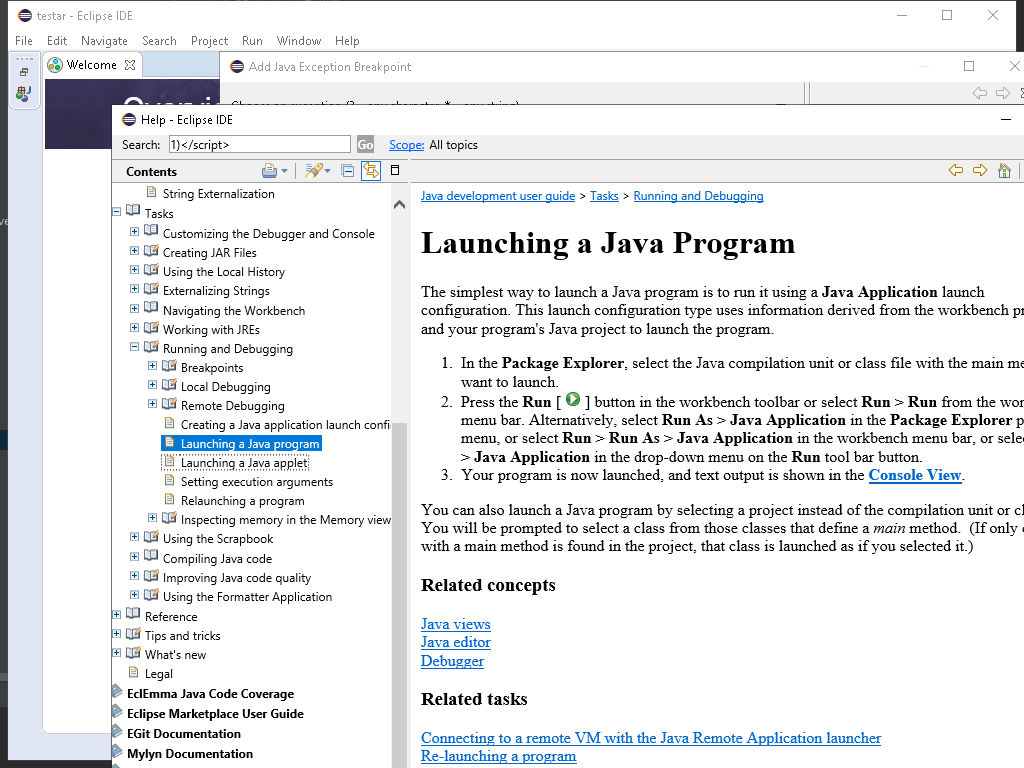 testar - Eclipse IDE
File Edit Navigate Search Project Run Window Help
Welcome
Add Java Exception Breakpoint
Help - Eclipse IDE
Search: 1)</script> Go Scope: All topics
Contents
String Externalization
Tasks
Customizing the Debugger and Console
Creating JAR Files
Using the Local History
Externalizing Strings
Navigating the Workbench
Working with JREs
Running and Debugging
Breakpoints
Local Debugging
Remote Debugging
Creating a Java application launch confi
Launching a Java program
Launching a Java applet
Setting execution arguments
Relaunching a program
Inspecting memory in the Memory view
Using the Scrapbook
Compiling Java code
Improving Java code quality
Using the Formatter Application
Reference
Tips and tricks
What's new
Legal
EclEmma Java Code Coverage
Eclipse Marketplace User Guide
EGit Documentation
Mylyn Documentation
Java development user guide > Tasks > Running and Debugging
Launching a Java Program
The simplest way to launch a Java program is to run it using a Java Application launch
configuration. This launch configuration type uses information derived from the workbench pr
and your program's Java project to launch the program.
1. In the Package Explorer, select the Java compilation unit or class file with the main me
want to launch.
2. Press the Run [ ] button in the workbench toolbar or select Run > Run from the wor
menu bar. Alternatively, select Run As > Java Application in the Package Explorer p
menu, or select Run > Run As > Java Application in the workbench menu bar, or sele
> Java Application in the drop-down menu on the Run tool bar button.
3. Your program is now launched, and text output is shown in the Console View.
You can also launch a Java program by selecting a project instead of the compilation unit or cl
You will be prompted to select a class from those classes that define a main method. (If only o
with a main method is found in the project, that class is launched as if you selected it.)
Related concepts
Java views
Java editor
Debugger
Related tasks
Connecting to a remote VM with the Java Remote Application launcher
Re-launching a program